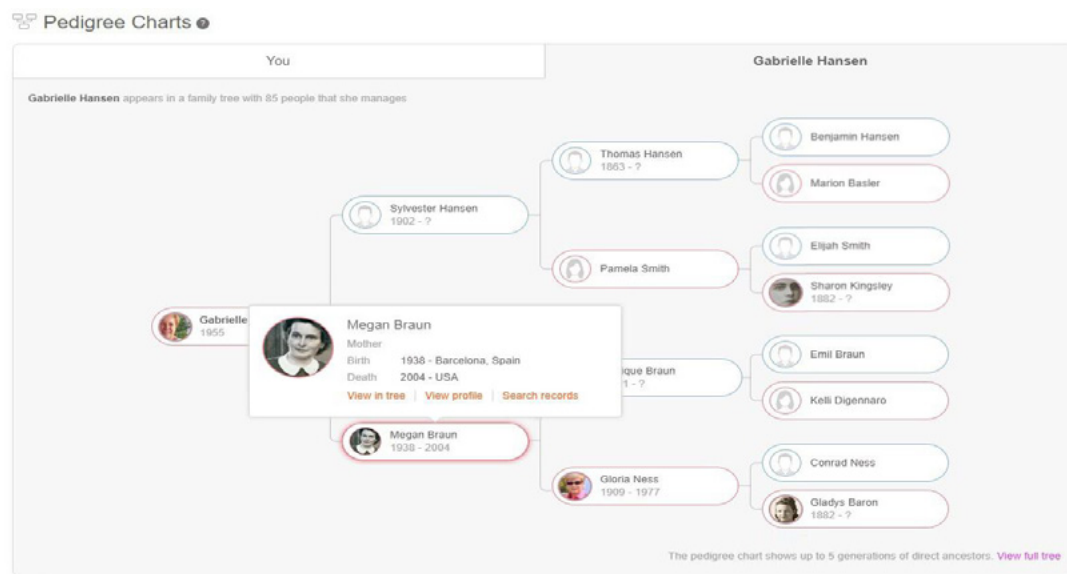 Pedigree Charts ?
You
Gabrielle Hansen
Gabrielle Hansen appears in a family tree with 85 people that she manages
Benjamin Hansen
Thomas Hansen
1863 - ?
Marion Basler
Sylvester Hansen
1902 - ?
Elijah Smith
Pamela Smith
Sharon Kingsley
1882 - ?
Gabrielle
1955
Megan Braun
Mother
Birth 1938 - Barcelona, Spain
Death 2004 - USA
View in tree | View profile | Search records
Emil Braun
ique Braun
1 - ?
Kelli Digennaro
Megan Braun
1938 - 2004
Conrad Ness
Gloria Ness
1909 - 1977
Gladys Baron
1882 - ?
The pedigree chart shows up to 5 generations of direct ancestors. View full tree